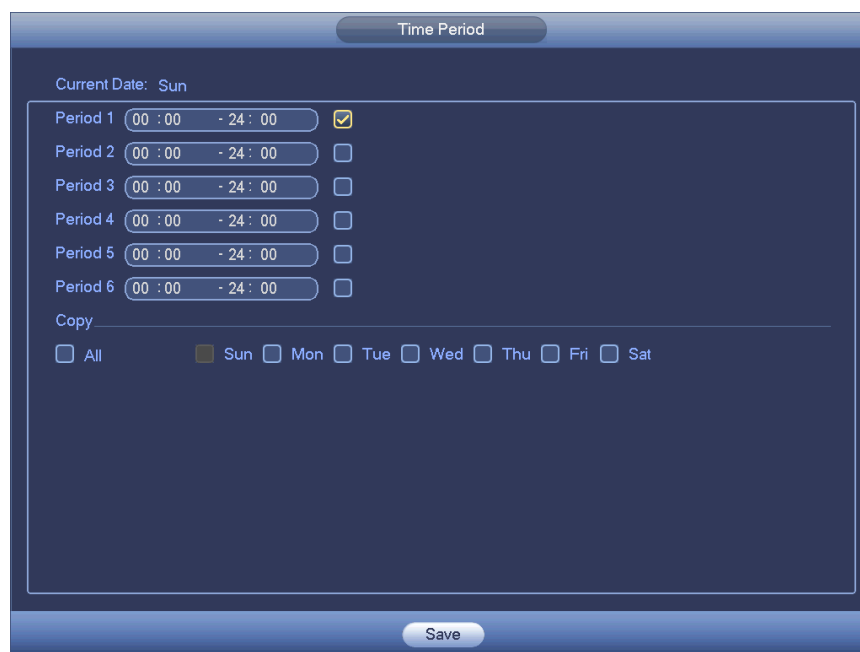 Time Period
Current Date: Sun
Period 1 00 :00 - 24 : 00
Period 2 00 :00 - 24 : 00
Period 3 00 :00 - 24 : 00
Period 4 00 :00 - 24 : 00
Period 5 00 :00 - 24 : 00
Period 6 00 :00 - 24 : 00
Copy
All Sun Mon Tue Wed Thu Fri Sat
Save